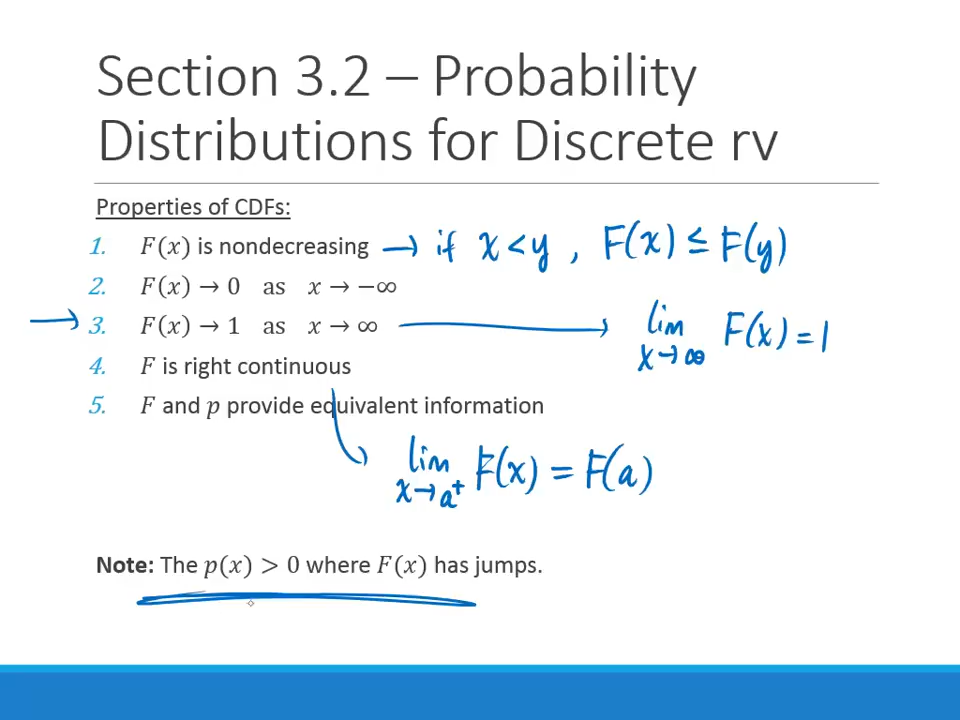 Section 3.2 – Probability
Distributions for Discrete rv
Properties of CDFs:
1. F(x) is nondecreasing → if x < y , F(x) ≤ F(y)
2. F(x) → 0 as x → −∞
3. F(x) → 1 as x → ∞ lim x→∞ F(x) = 1
4. F is right continuous
5. F and p provide equivalent information
lim x→a⁺ F(x) = F(a)
Note: The p(x) > 0 where F(x) has jumps.